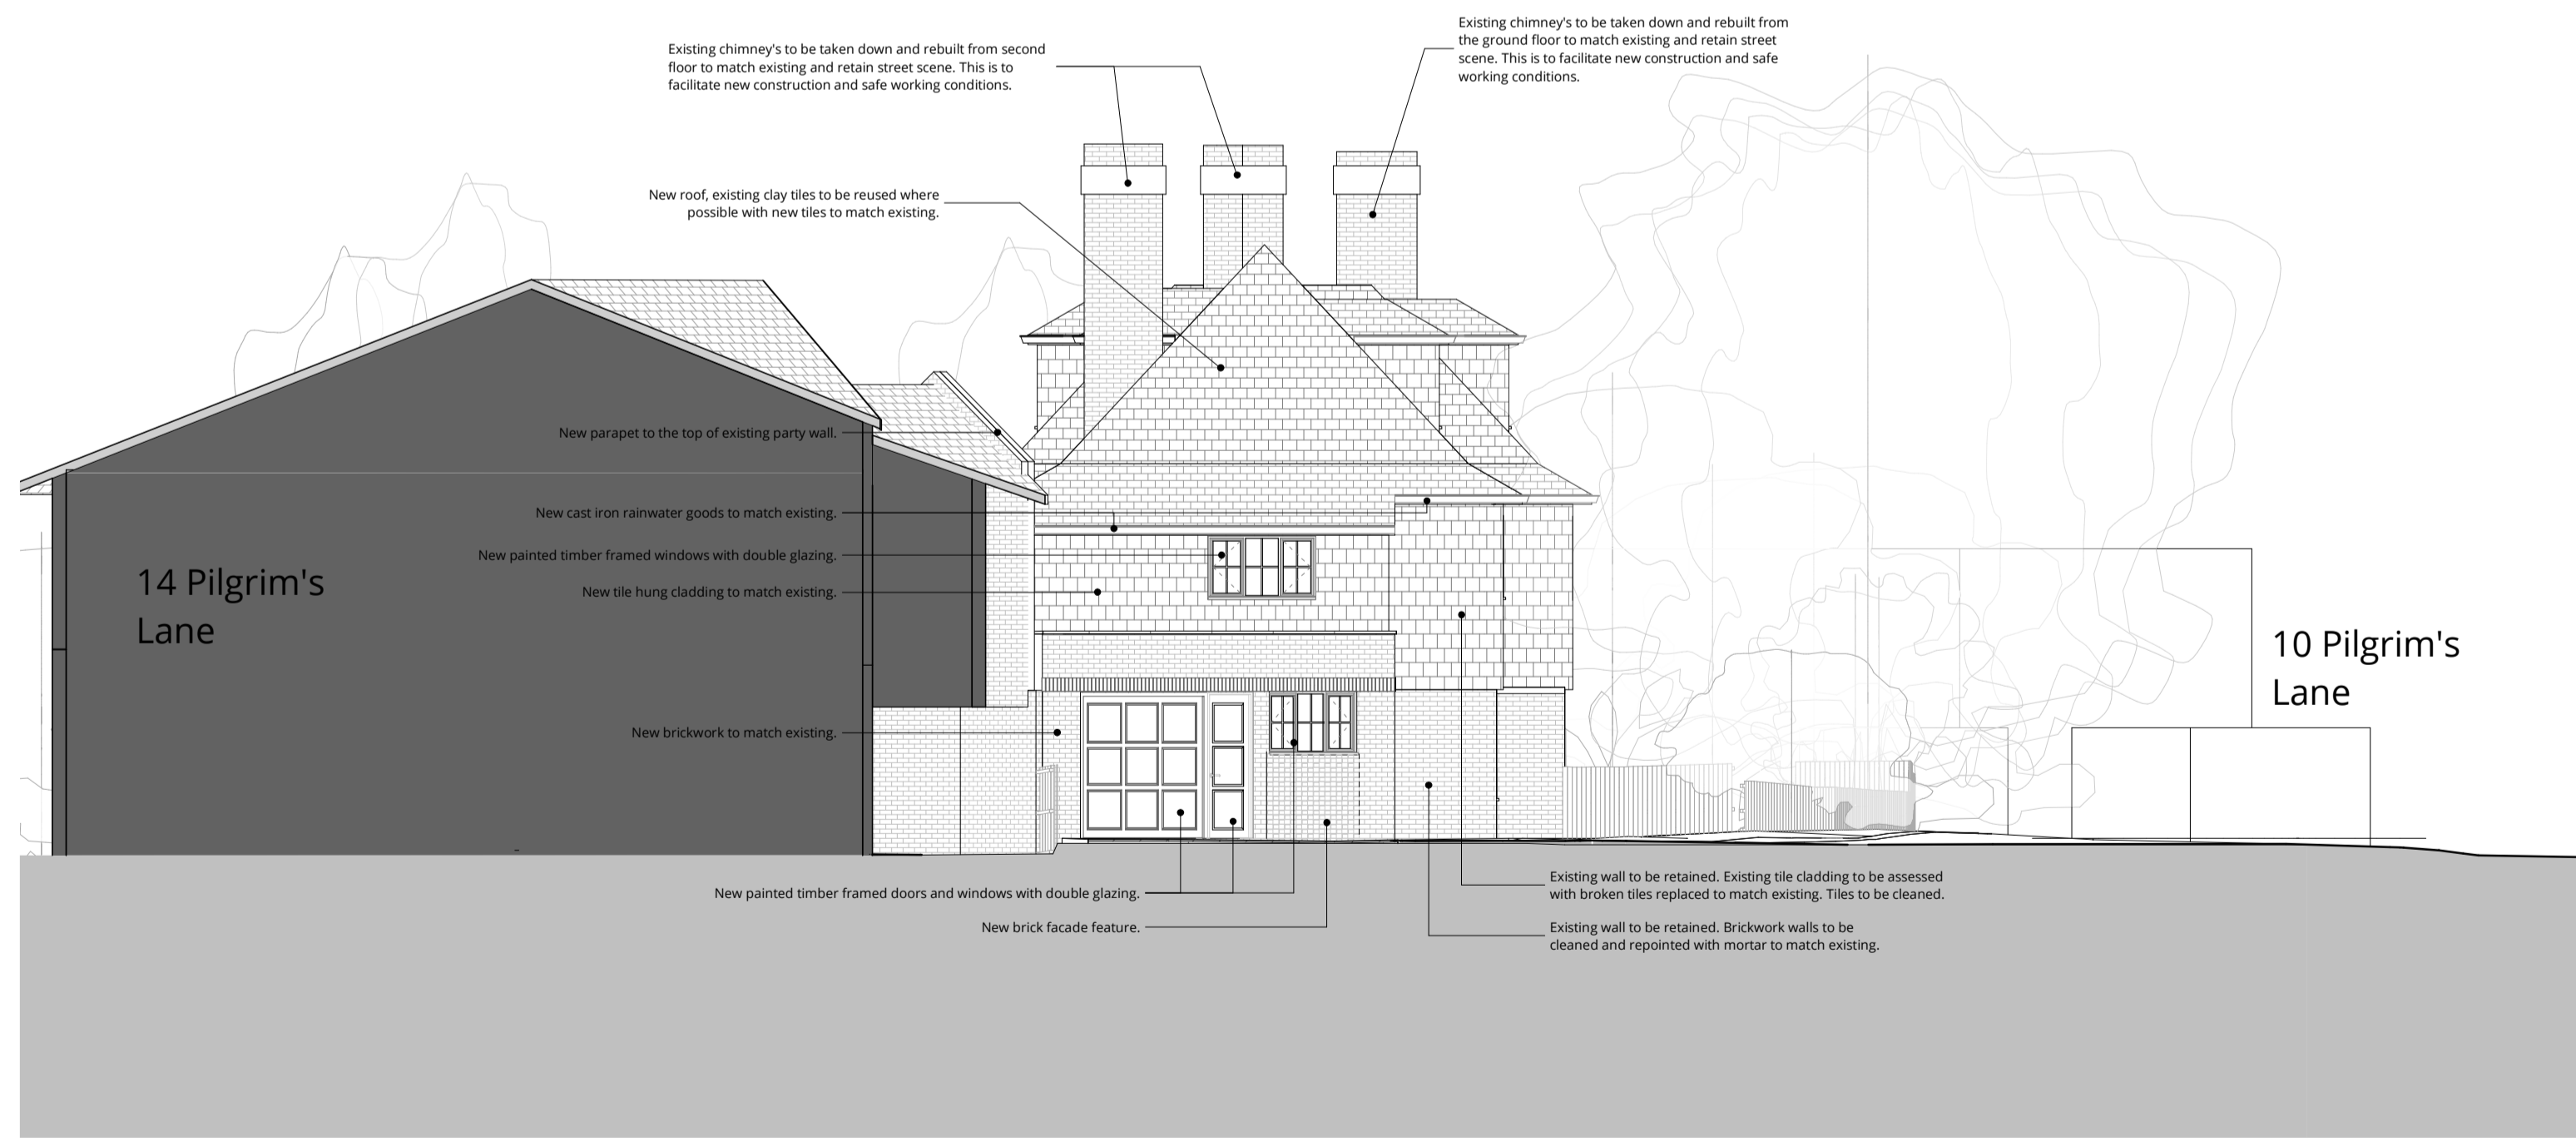 Existing chimney's to be taken down and rebuilt from
the ground floor to match existing and retain street
scene. This is to facilitate new construction and safe
working conditions.
Existing chimney's to be taken down and rebuilt from second
floor to match existing and retain street scene. This is to
facilitate new construction and safe working conditions.
New roof, existing clay tiles to be reused where
possible with new tiles to match existing.
New parapet to the top of existing party wall.
New cast iron rainwater goods to match existing.
New painted timber framed windows with double glazing.
New tile hung cladding to match existing.
14 Pilgrim's
Lane
10 Pilgrim's
Lane
New brickwork to match existing.
New painted timber framed doors and windows with double glazing.
New brick facade feature.
Existing wall to be retained. Existing tile cladding to be assessed
with broken tiles replaced to match existing. Tiles to be cleaned.
Existing wall to be retained. Brickwork walls to be
cleaned and repointed with mortar to match existing.